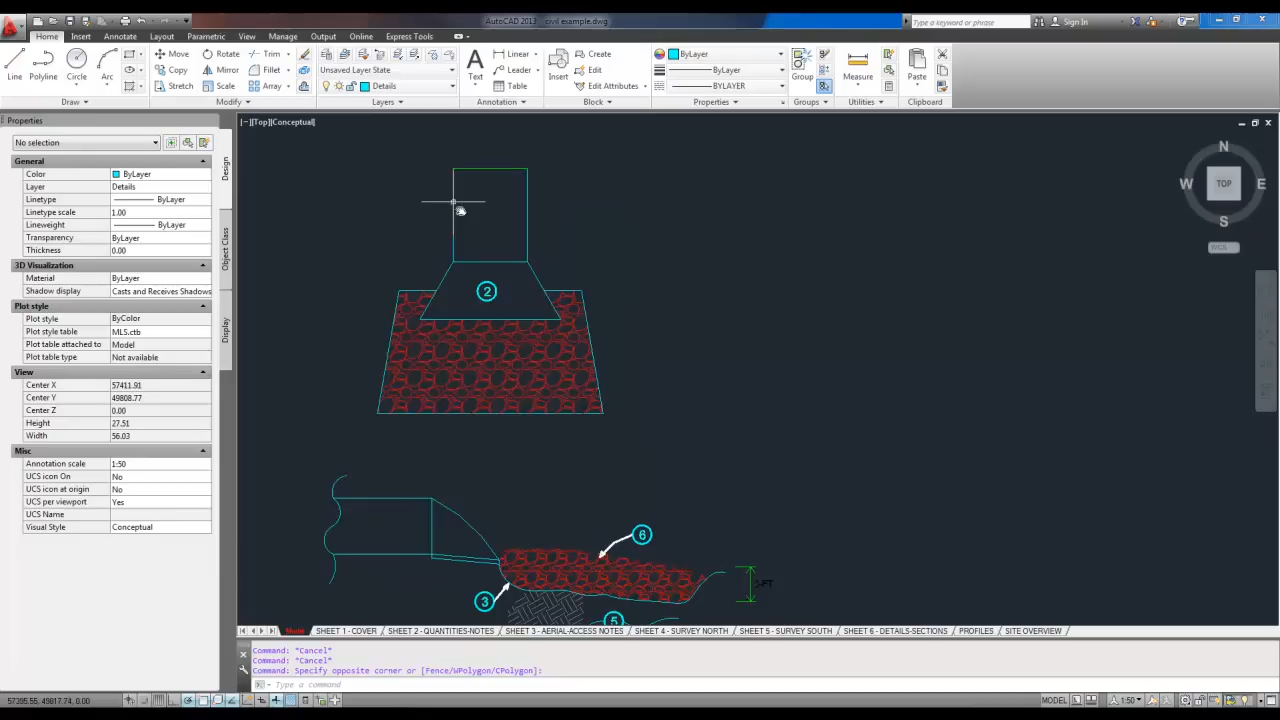 AutoCAD 2013 civil example.dwg
Type a keyword or phrase
Sign In
Home Insert Annotate Layout Parametric View Manage Output Online Express Tools
Line Polyline Circle Arc
Move Rotate Trim
Copy Mirror Fillet
Stretch Scale Array
Unsaved Layer State
Details
Text
Linear
Leader
Table
Insert
Create
Edit
Edit Attributes
ByLayer
ByLayer
BYLAYER
Group
Measure
Paste
Draw Modify Layers Annotation Block Properties Groups Utilities Clipboard
Properties
No selection
General
Color ByLayer
Layer Details
Linetype ByLayer
Linetype scale 1.00
Lineweight ByLayer
Transparency ByLayer
Thickness 0.00
3D Visualization
Material ByLayer
Shadow display Casts and Receives Shadows
Plot style
Plot style ByColor
Plot style table MLS.ctb
Plot table attached to Model
Plot table type Not available
View
Center X 57411.91
Center Y 49808.77
Center Z 0.00
Height 27.51
Width 56.03
Misc
Annotation scale 1:50
UCS icon On No
UCS icon at origin No
UCS per viewport Yes
UCS Name
Visual Style Conceptual
Design
Object Class
Display
[−][Top][Conceptual]
N
W TOP E
S
2
6
3
5
-FT
Model SHEET 1 - COVER SHEET 2 - QUANTITIES-NOTES SHEET 3 - AERIAL-ACCESS NOTES SHEET 4 - SURVEY NORTH SHEET 5 - SURVEY SOUTH SHEET 6 - DETAILS-SECTIONS PROFILES SITE OVERVIEW
Command: *Cancel*
Command: *Cancel*
Command: Specify opposite corner or [Fence/WPolygon/CPolygon]:
Type a command
57395.55, 49817.74, 0.00
MODEL
1:50